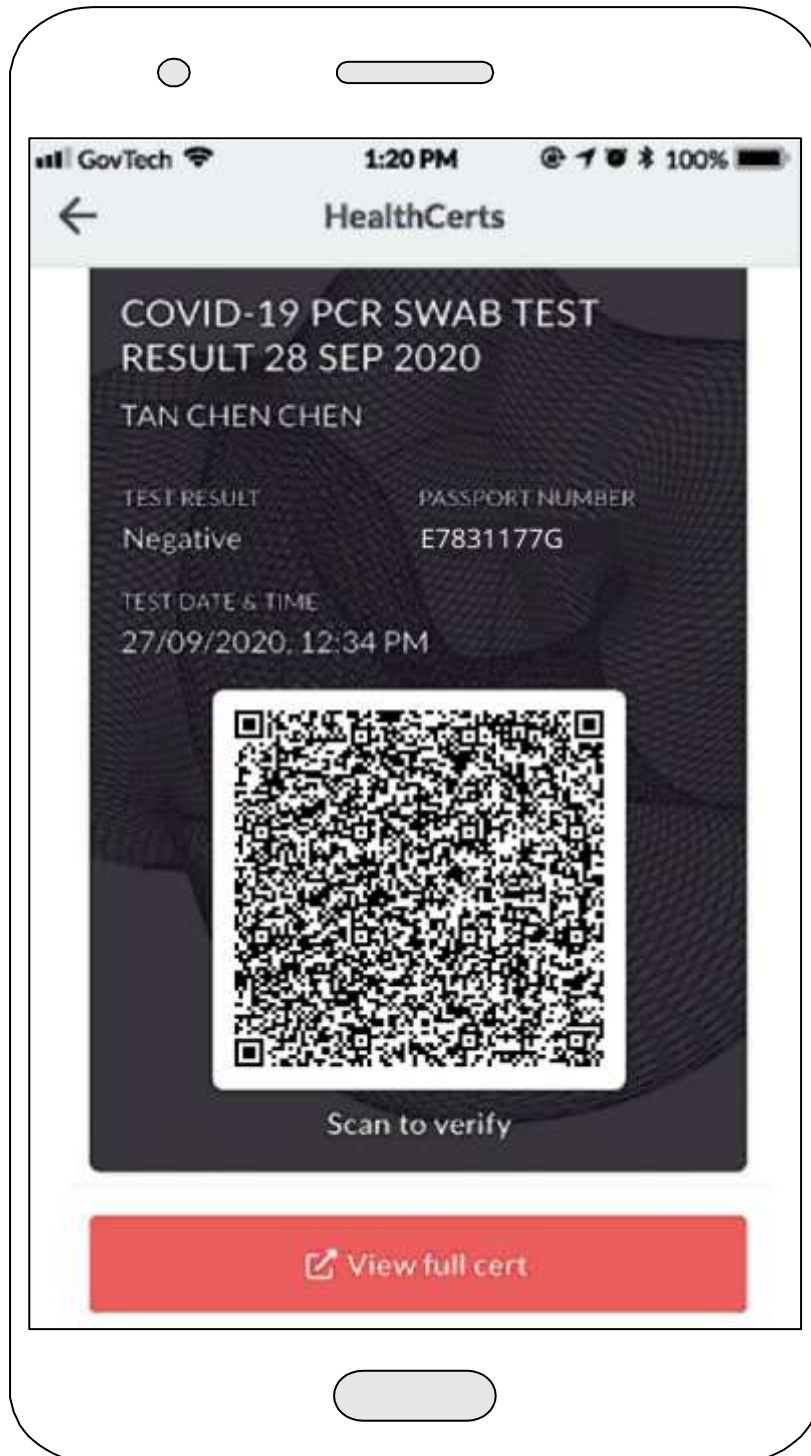 GovTech 1:20 PM 100%
HealthCerts
COVID-19 PCR SWAB TEST
RESULT 28 SEP 2020
TAN CHEN CHEN
TEST RESULT PASSPORT NUMBER
Negative E7831177G
TEST DATE & TIME
27/09/2020, 12:34 PM
Scan to verify
View full cert